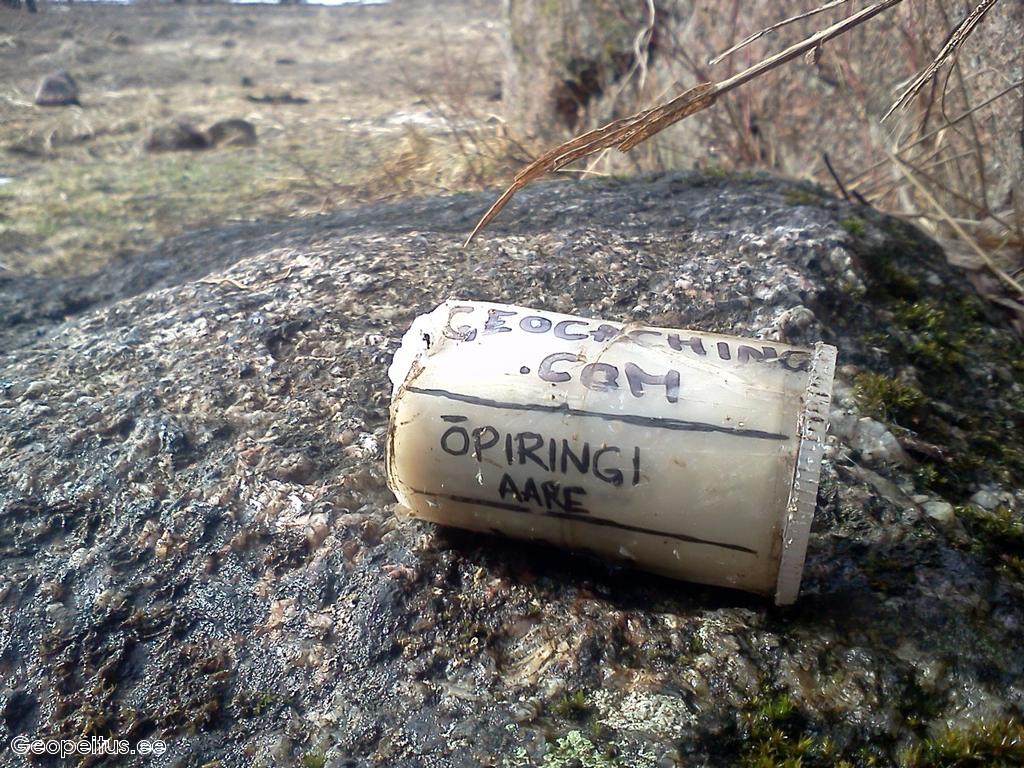 GEOCACHING
.COM
ÕPIRINGI
AARE
Geopeitus.ee